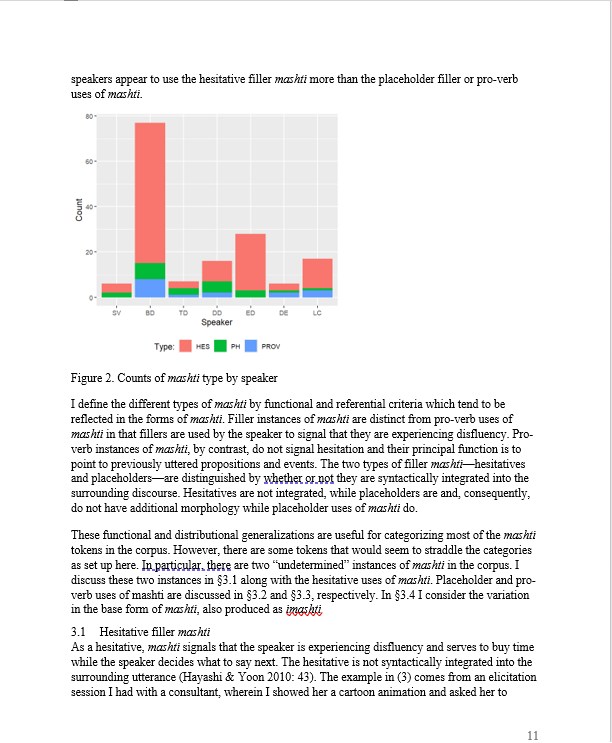 speakers appear to use the hesitative filler mashti more than the placeholder filler or pro-verb
uses of mashti.
80
60
40
20
0
Count
SV BD TD DD ED DE LC
Speaker
Type: HES PH PROV
Figure 2. Counts of mashti type by speaker
I define the different types of mashti by functional and referential criteria which tend to be
reflected in the forms of mashti. Filler instances of mashti are distinct from pro-verb uses of
mashti in that fillers are used by the speaker to signal that they are experiencing disfluency. Pro-
verb instances of mashti, by contrast, do not signal hesitation and their principal function is to
point to previously uttered propositions and events. The two types of filler mashti—hesitatives
and placeholders—are distinguished by whether or not they are syntactically integrated into the
surrounding discourse. Hesitatives are not integrated, while placeholders are and, consequently,
do not have additional morphology while placeholder uses of mashti do.
These functional and distributional generalizations are useful for categorizing most of the mashti
tokens in the corpus. However, there are some tokens that would seem to straddle the categories
as set up here. In particular, there are two “undetermined” instances of mashti in the corpus. I
discuss these two instances in §3.1 along with the hesitative uses of mashti. Placeholder and pro-
verb uses of mashti are discussed in §3.2 and §3.3, respectively. In §3.4 I consider the variation
in the base form of mashti, also produced as imashti.
3.1 Hesitative filler mashti
As a hesitative, mashti signals that the speaker is experiencing disfluency and serves to buy time
while the speaker decides what to say next. The hesitative is not syntactically integrated into the
surrounding utterance (Hayashi & Yoon 2010: 43). The example in (3) comes from an elicitation
session I had with a consultant, wherein I showed her a cartoon animation and asked her to
11